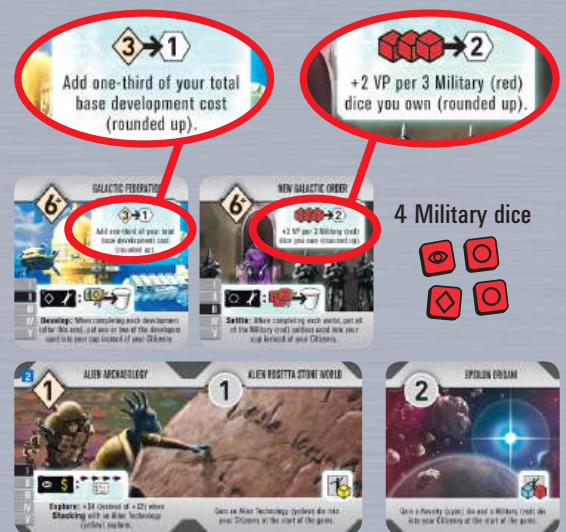 3 1
Add one-third of your total
base development cost
(rounded up).
2
+2 VP per 3 Military (red)
dice you own (rounded up).
6
GALACTIC FEDERATION
3 1
Add one-third of your total
base development cost
(rounded up).
Develop: When completing each development
(after this one), put one or two of the developers
used into your cup instead of your Citizenry.
6
NEW GALACTIC ORDER
2
+2 VP per 3 Military (red)
dice you own (rounded up).
Settle: When completing each world, put all
of the Military (red) settlers used into your
cup instead of your Citizenry.
4 Military dice
2
1
ALIEN ARCHAEOLOGY
$
Explore: +$4 (instead of +$2) when
Stocking with an Alien Technology
(yellow) explorer.
1
ALIEN ROSETTA STONE WORLD
Gain an Alien Technology (yellow) die into
your Citizenry at the start of the game.
2
EPSILON ERIDANI
Gain a Novelty (cyan) die and a Military (red) die
into your Citizenry at the start of the game.